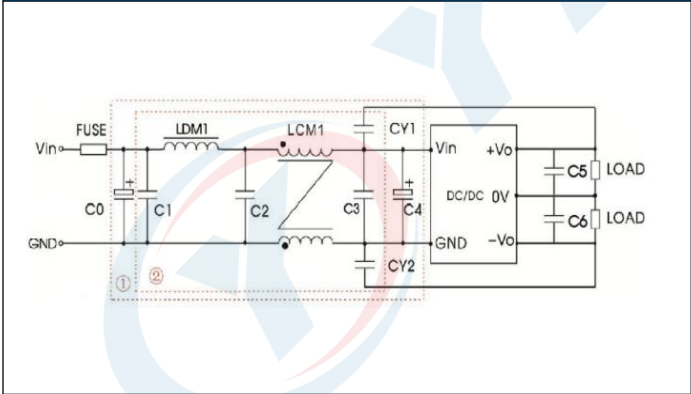 FUSE
LDM1
LCM1
CY1
Vin
Vin
+Vo
C5
LOAD
C0
C1
C2
C3
C4
DC/DC
0V
C6
LOAD
GND
GND
−Vo
①
②
CY2